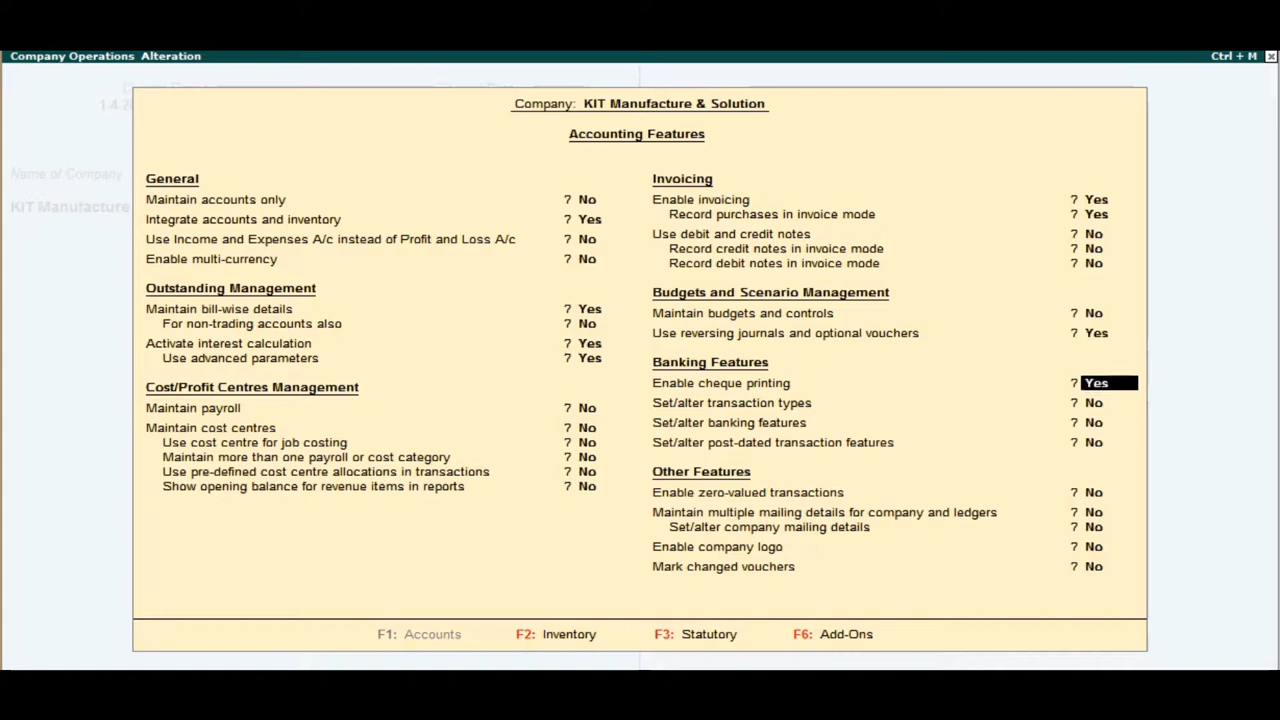 Company Operations Alteration Ctrl + M
Company: KIT Manufacture & Solution
Accounting Features
General
Maintain accounts only ? No
Integrate accounts and inventory ? Yes
Use Income and Expenses A/c instead of Profit and Loss A/c ? No
Enable multi-currency ? No
Outstanding Management
Maintain bill-wise details ? Yes
For non-trading accounts also ? No
Activate interest calculation ? Yes
Use advanced parameters ? Yes
Cost/Profit Centres Management
Maintain payroll ? No
Maintain cost centres ? No
Use cost centre for job costing ? No
Maintain more than one payroll or cost category ? No
Use pre-defined cost centre allocations in transactions ? No
Show opening balance for revenue items in reports ? No
Invoicing
Enable invoicing ? Yes
Record purchases in invoice mode ? Yes
Use debit and credit notes ? No
Record credit notes in invoice mode ? No
Record debit notes in invoice mode ? No
Budgets and Scenario Management
Maintain budgets and controls ? No
Use reversing journals and optional vouchers ? Yes
Banking Features
Enable cheque printing ? Yes
Set/alter transaction types ? No
Set/alter banking features ? No
Set/alter post-dated transaction features ? No
Other Features
Enable zero-valued transactions ? No
Maintain multiple mailing details for company and ledgers ? No
Set/alter company mailing details ? No
Enable company logo ? No
Mark changed vouchers ? No
F1: Accounts F2: Inventory F3: Statutory F6: Add-Ons
Name of Company
KIT Manufacture